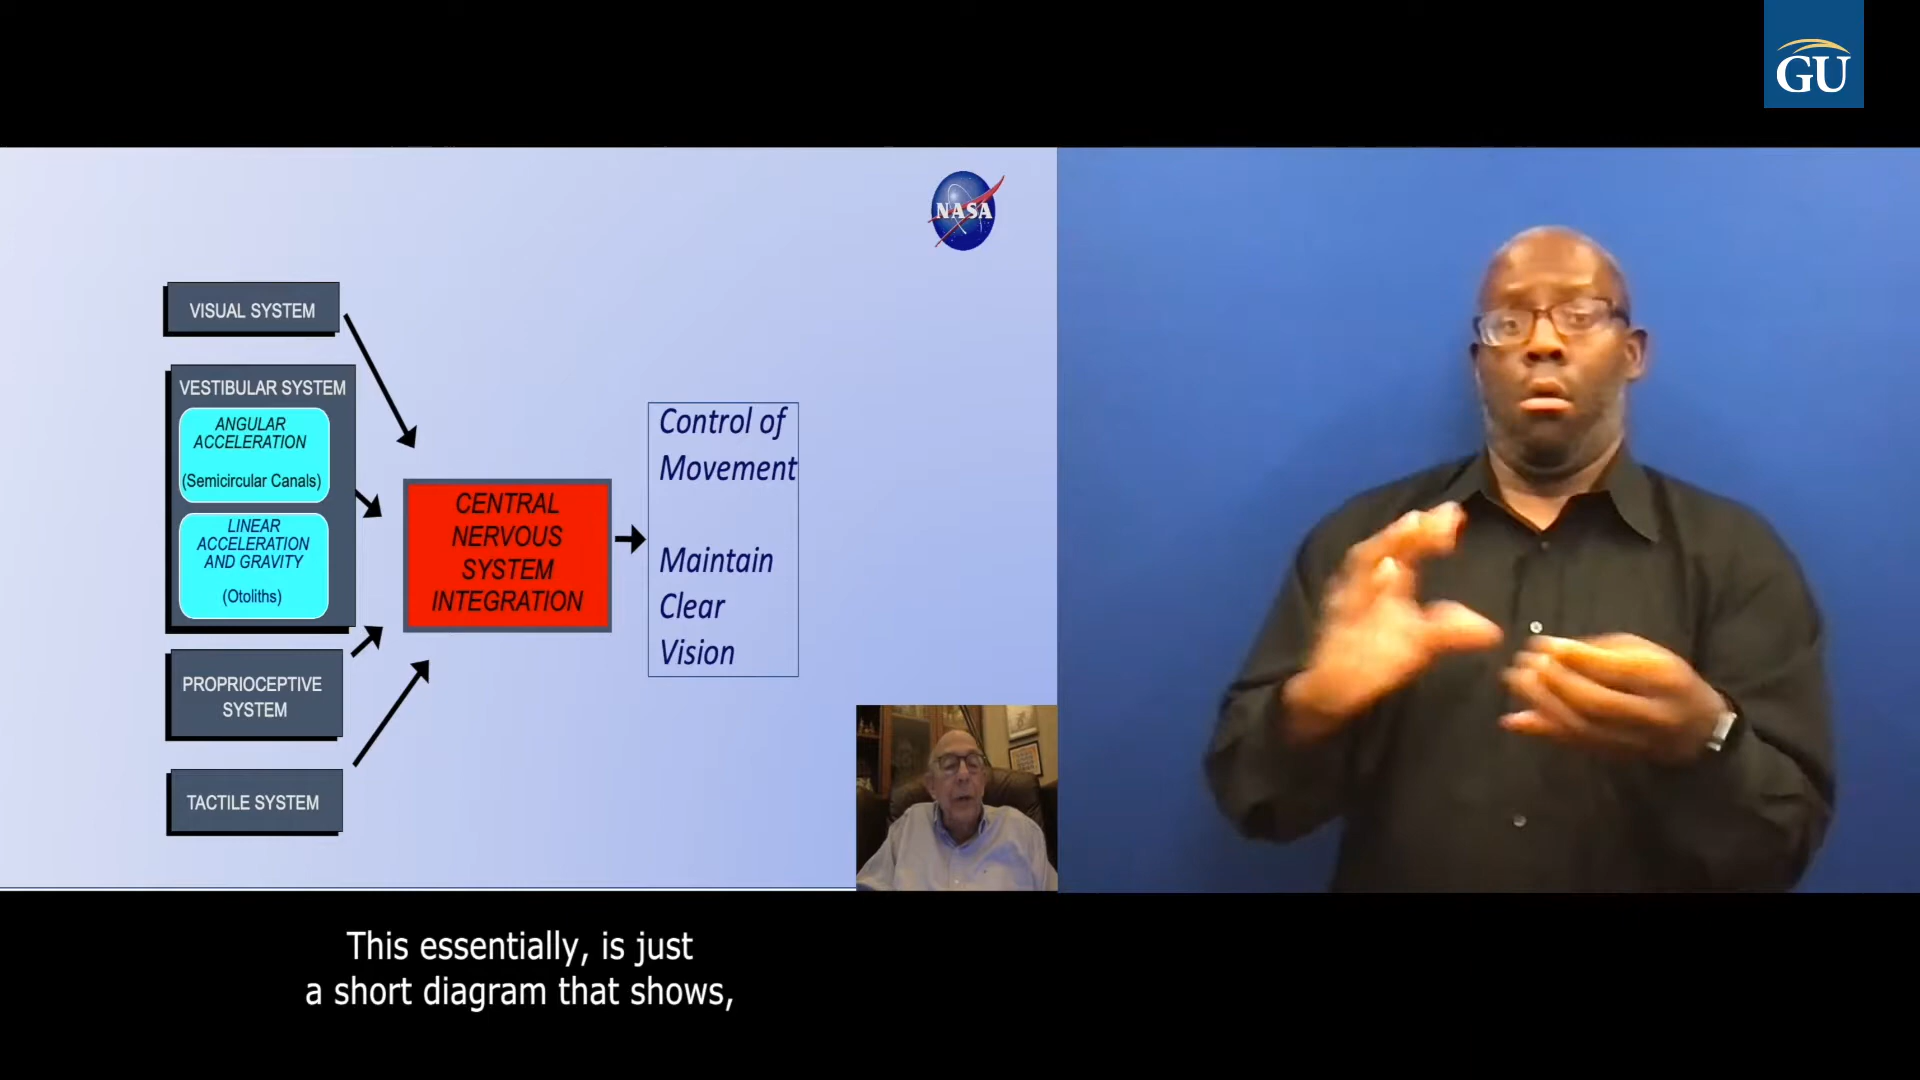 GU
NASA
VISUAL SYSTEM
VESTIBULAR SYSTEM
ANGULAR
ACCELERATION
(Semicircular Canals)
LINEAR
ACCELERATION
AND GRAVITY
(Otoliths)
PROPRIOCEPTIVE
SYSTEM
TACTILE SYSTEM
CENTRAL
NERVOUS
SYSTEM
INTEGRATION
Control of
Movement
Maintain
Clear
Vision
This essentially, is just
a short diagram that shows,